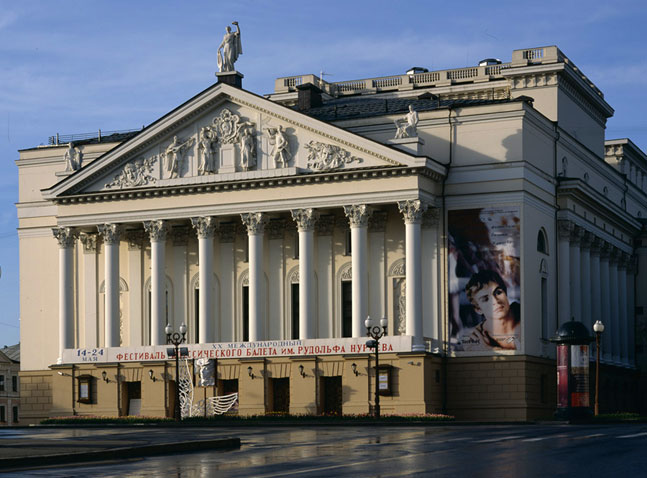 XX МЕЖДУНАРОДНЫЙ
14-24 МАЯ
ФЕСТИВАЛЬ КЛАССИЧЕСКОГО БАЛЕТА ИМ. РУДОЛЬФА НУРИЕВА